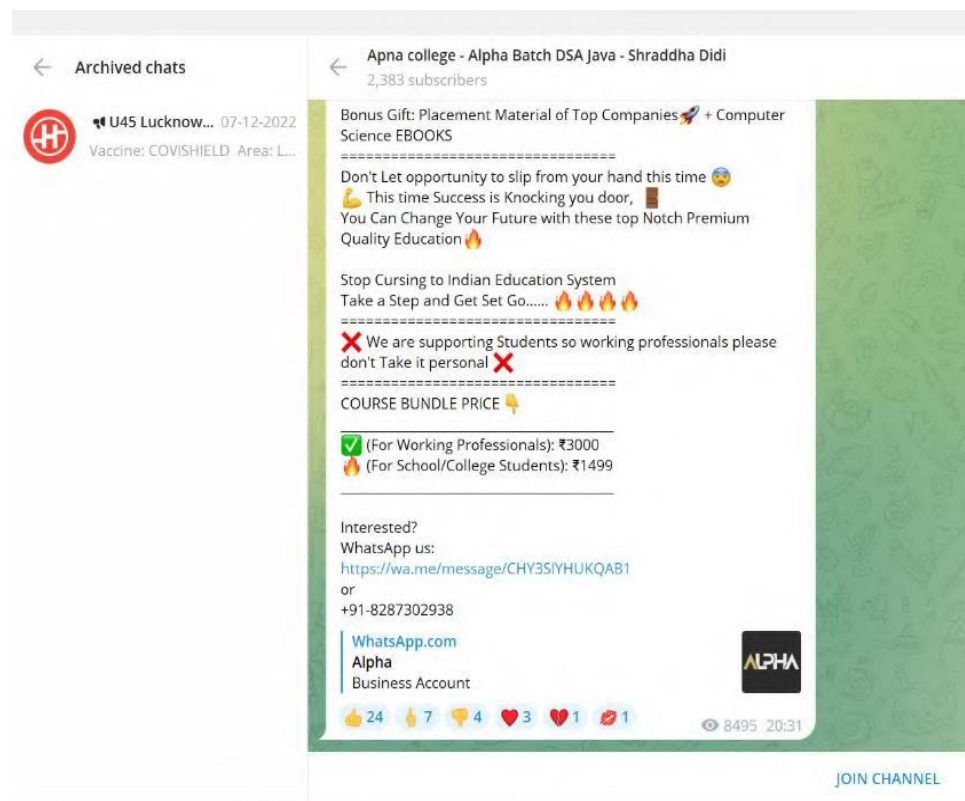 Archived chats
U45 Lucknow... 07-12-2022
Vaccine: COVISHIELD Area: L...
Apna college - Alpha Batch DSA Java - Shraddha Didi
2,383 subscribers
Bonus Gift: Placement Material of Top Companies🚀 + Computer
Science EBOOKS
=================================
Don't Let opportunity to slip from your hand this time 😨
💪 This time Success is Knocking you door, 🚪
You Can Change Your Future with these top Notch Premium
Quality Education🔥
Stop Cursing to Indian Education System
Take a Step and Get Set Go...... 🔥🔥🔥🔥
=================================
❌ We are supporting Students so working professionals please
don't Take it personal ❌
=================================
COURSE BUNDLE PRICE 👇
✅ (For Working Professionals): ₹3000
🔥 (For School/College Students): ₹1499
Interested?
WhatsApp us:
https://wa.me/message/CHY3SIYHUKQAB1
or
+91-8287302938
WhatsApp.com
Alpha
Business Account
ALPHA
👍 24 🖕 7 👎 4 ❤️ 3 💔 1 💋 1
8495 20:31
JOIN CHANNEL